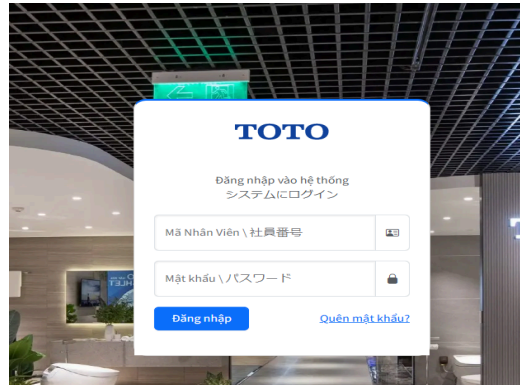 TOTO
Đăng nhập vào hệ thống
システムにログイン
Mã Nhân Viên \ 社員番号
Mật khẩu \ パスワード
Đăng nhập
Quên mật khẩu?